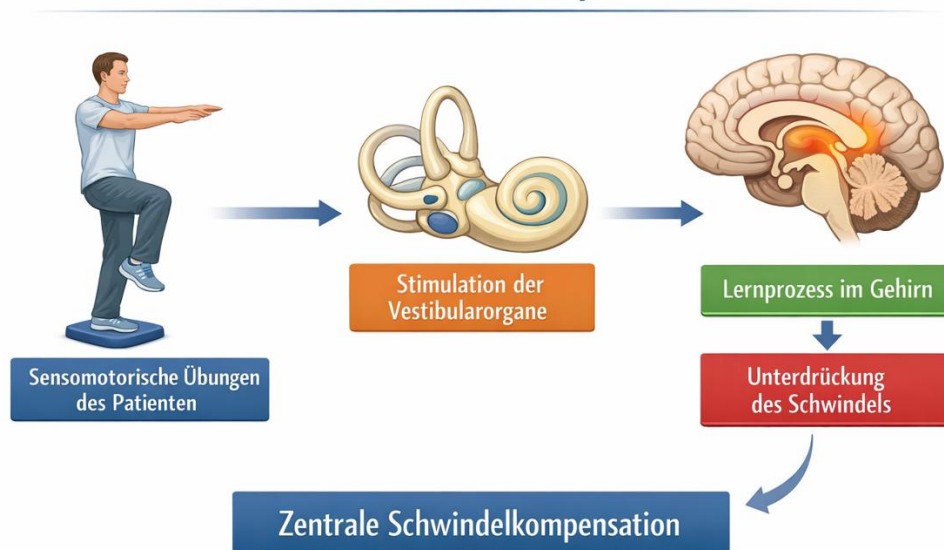 Sensomotorische Übungen
des Patienten
Stimulation der
Vestibularorgane
Lernprozess im Gehirn
Unterdrückung
des Schwindels
Zentrale Schwindelkompensation